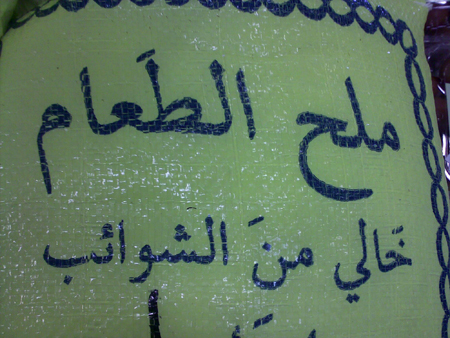 ملح الطَعام
خَالي منَ الشوائب